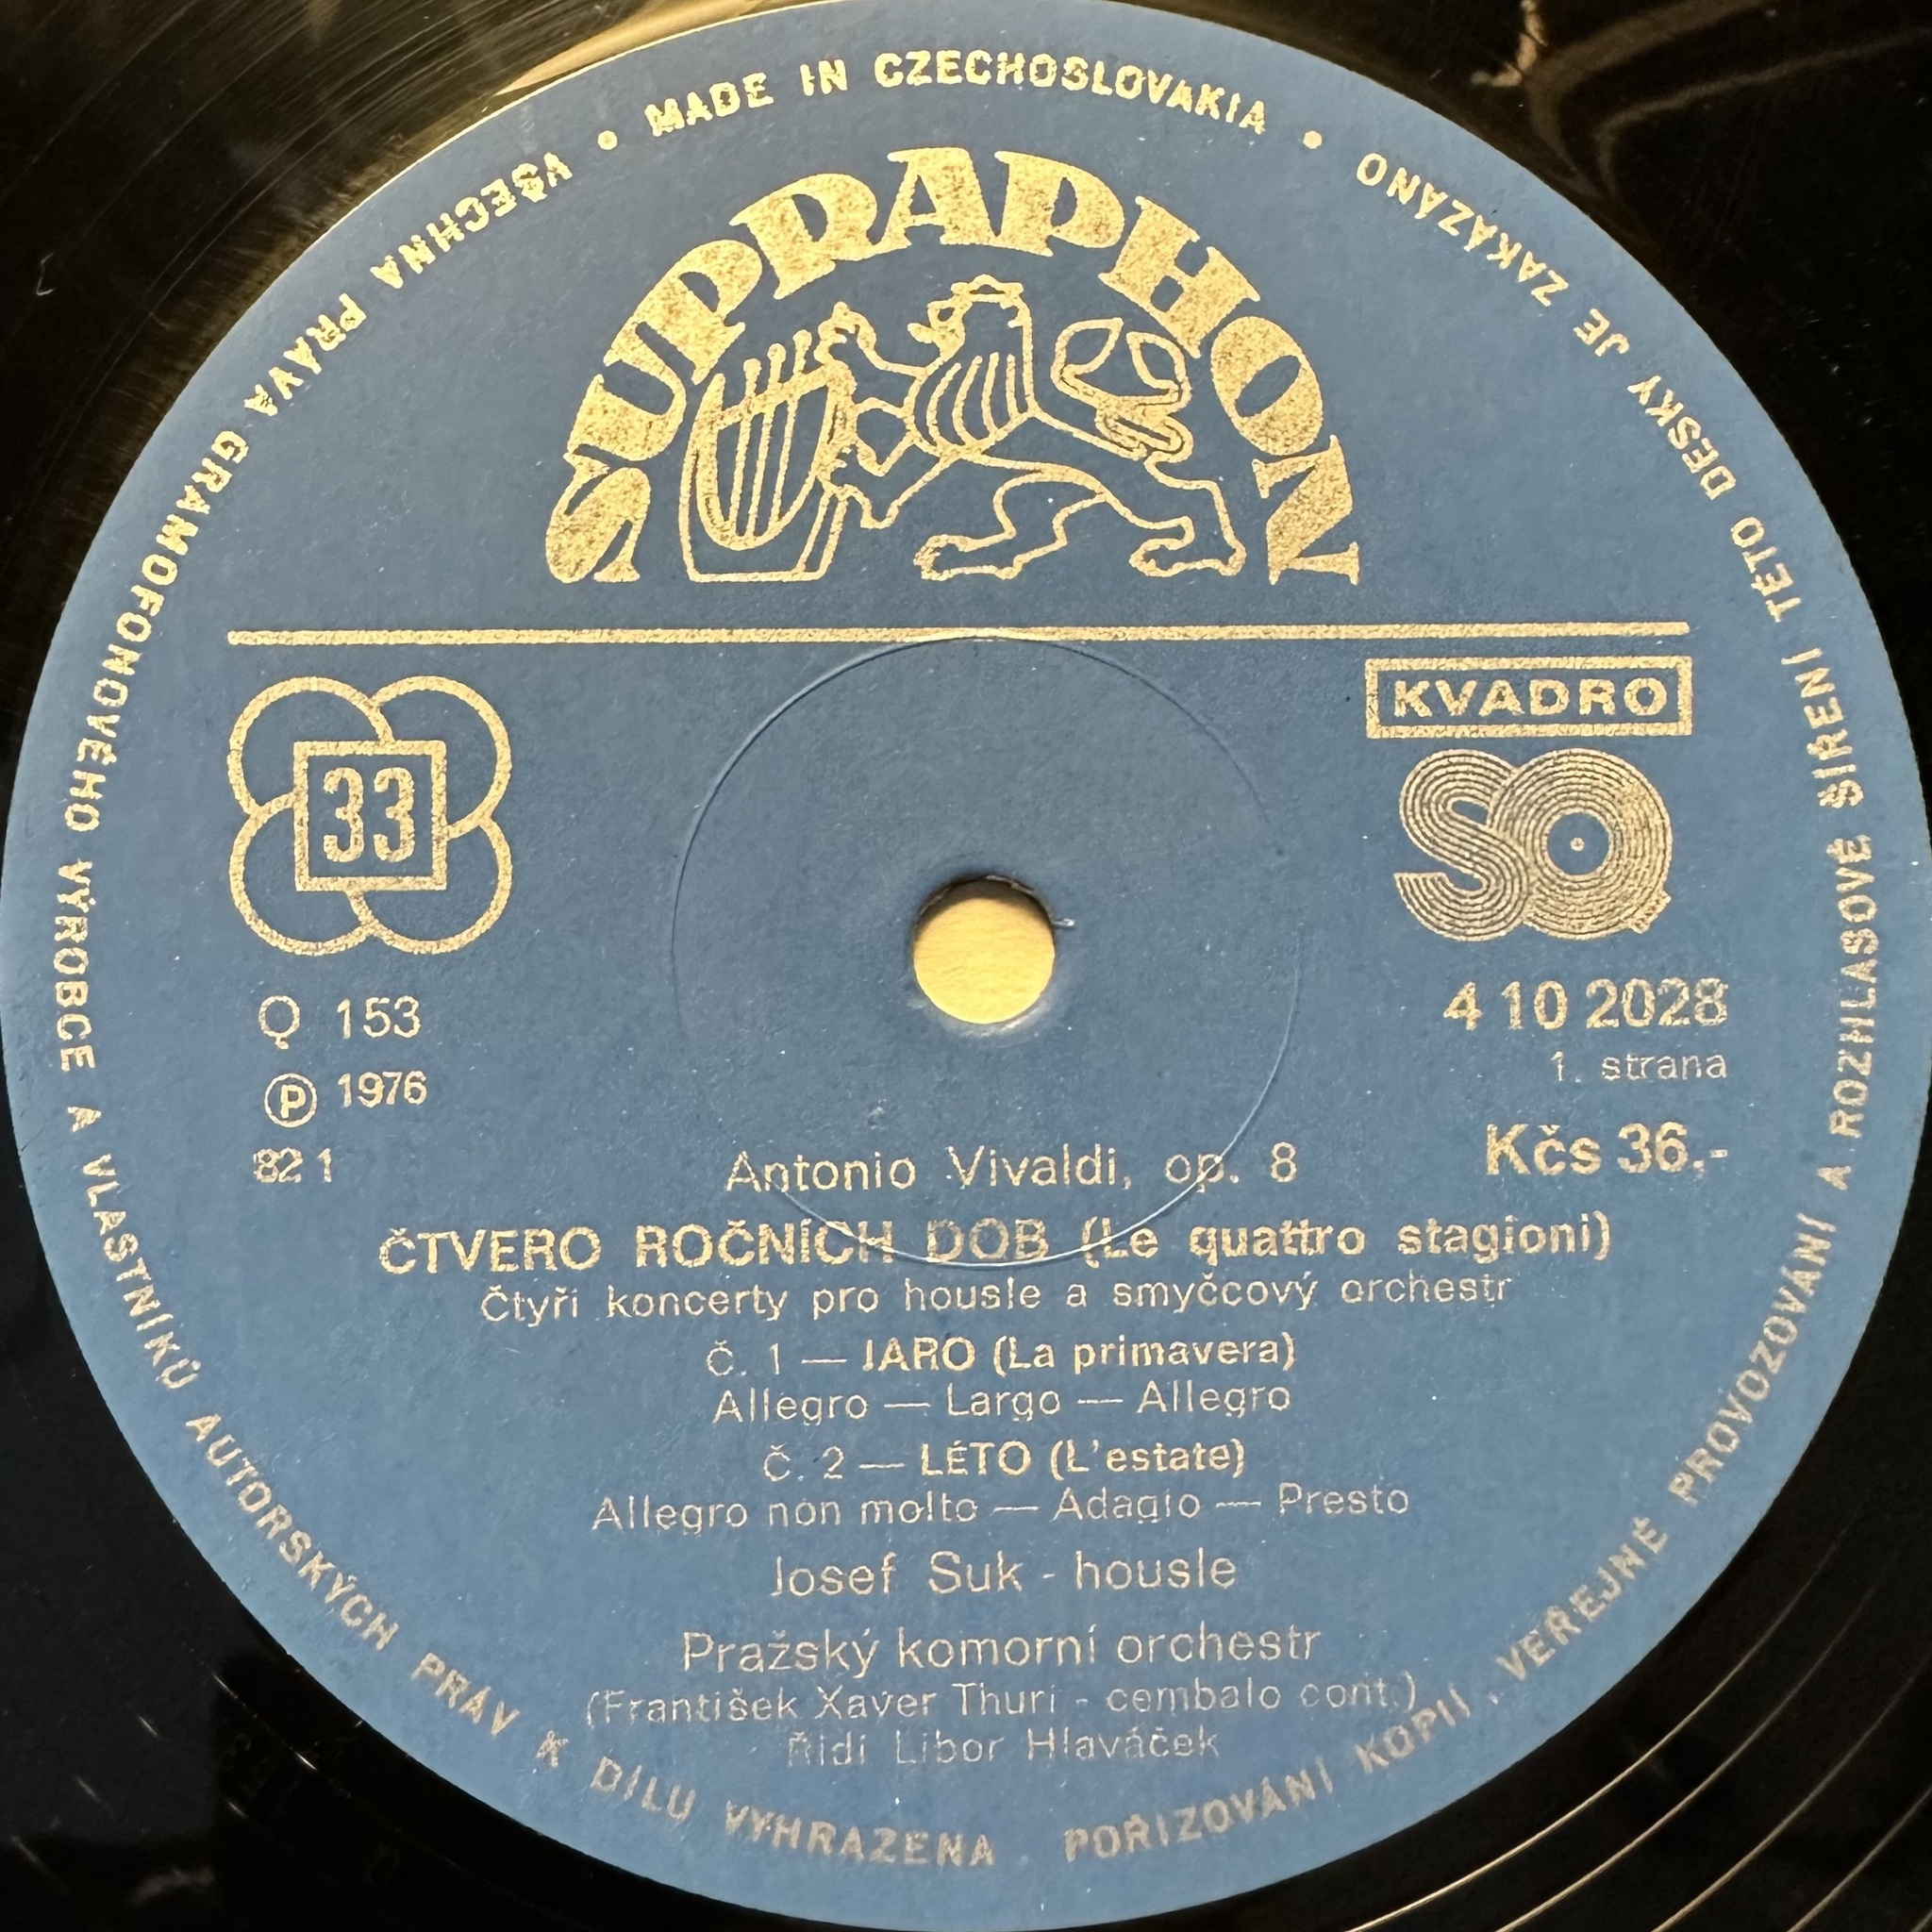 • MADE IN CZECHOSLOVAKIA •
VŠECHNA PRÁVA GRAMOFONOVÉHO VÝROBCE A VLASTNÍKŮ AUTORSKÝCH PRÁV K DÍLU VYHRAZENA
POŘIZOVÁNÍ KOPIÍ, VEŘEJNÉ PROVOZOVÁNÍ A ROZHLASOVÉ ŠÍŘENÍ TÉTO DESKY JE ZAKÁZÁNO
SUPRAPHON
33
KVADRO
SQ
Q 153
Ⓟ 1976
82 1
4 10 2028
1. strana
Kčs 36,-
Antonio Vivaldi, op. 8
ČTVERO ROČNÍCH DOB (Le quattro stagioni)
Čtyři koncerty pro housle a smyčcový orchestr
Č. 1 — JARO (La primavera)
Allegro — Largo — Allegro
Č. 2 — LÉTO (L'estate)
Allegro non molto — Adagio — Presto
Josef Suk - housle
Pražský komorní orchestr
(František Xaver Thuri - cembalo cont.)
Řídí Libor Hlaváček